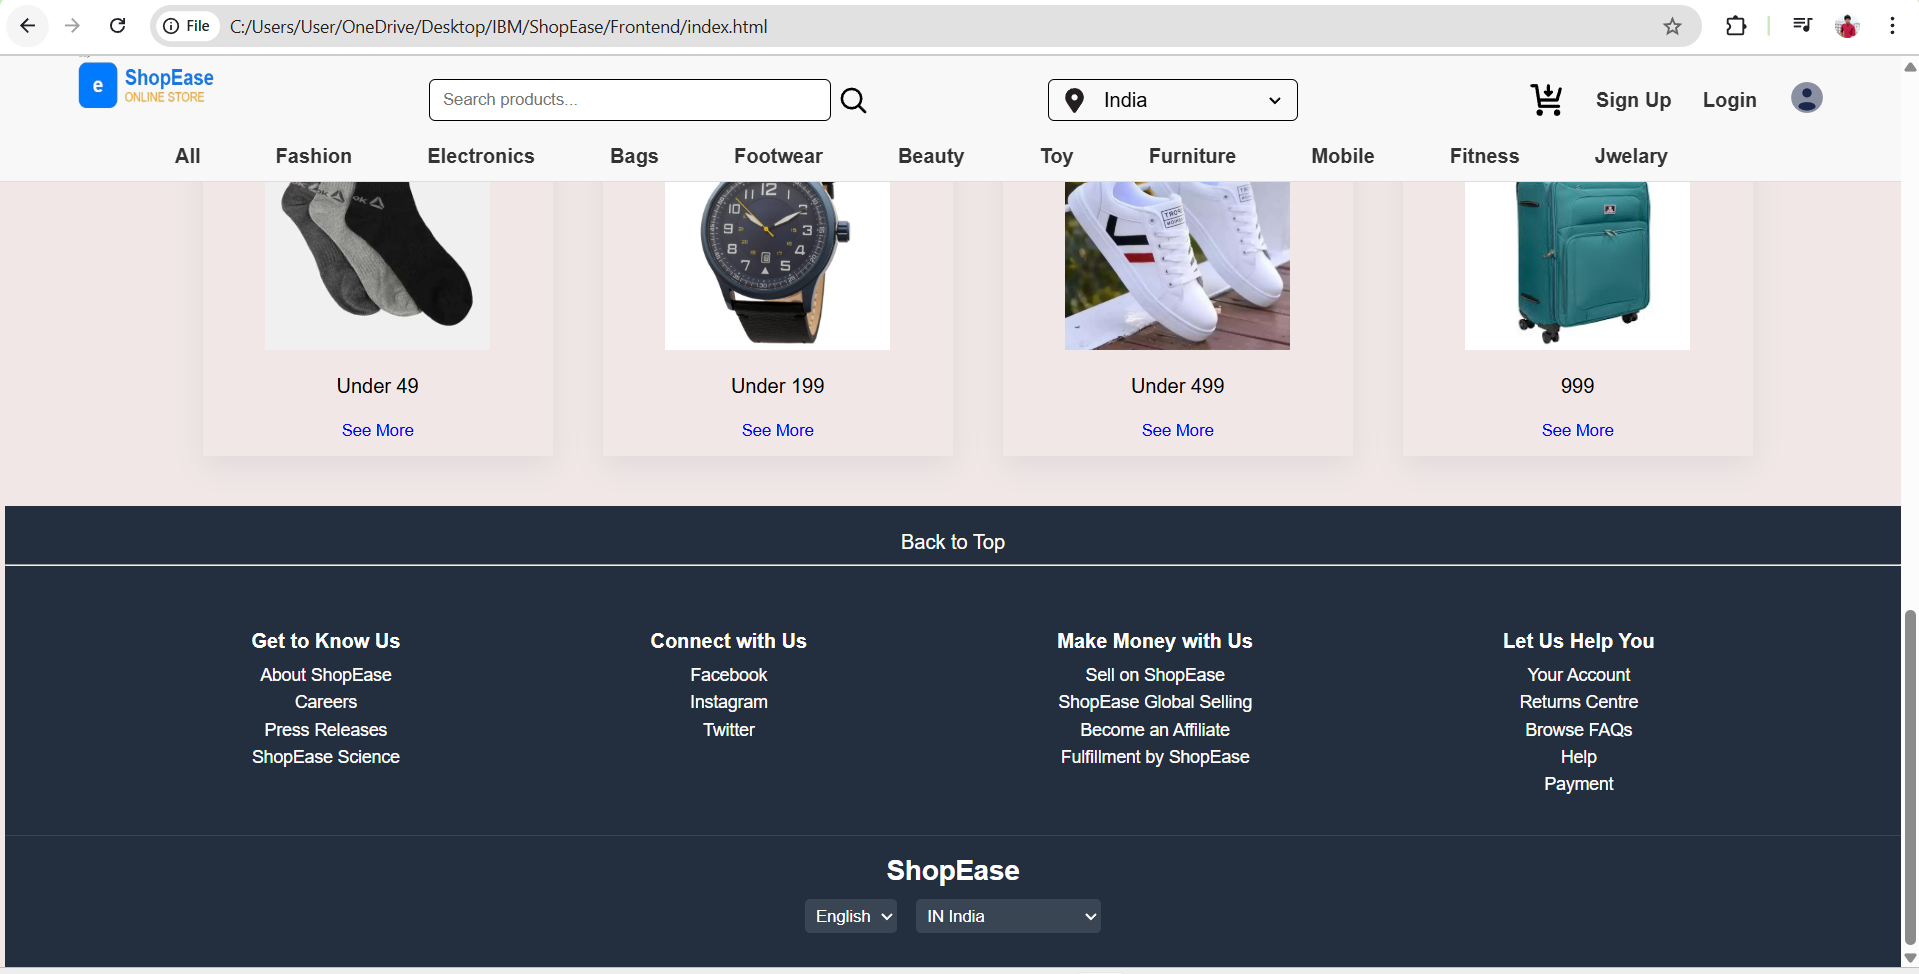 File C:/Users/User/OneDrive/Desktop/IBM/ShopEase/Frontend/index.html
e ShopEase
ONLINE STORE
Search products...
India
Sign Up Login
All Fashion Electronics Bags Footwear Beauty Toy Furniture Mobile Fitness Jwelary
Under 49 Under 199 Under 499 999
See More See More See More See More
Back to Top
Get to Know Us
About ShopEase
Careers
Press Releases
ShopEase Science
Connect with Us
Facebook
Instagram
Twitter
Make Money with Us
Sell on ShopEase
ShopEase Global Selling
Become an Affiliate
Fulfillment by ShopEase
Let Us Help You
Your Account
Returns Centre
Browse FAQs
Help
Payment
ShopEase
English IN India